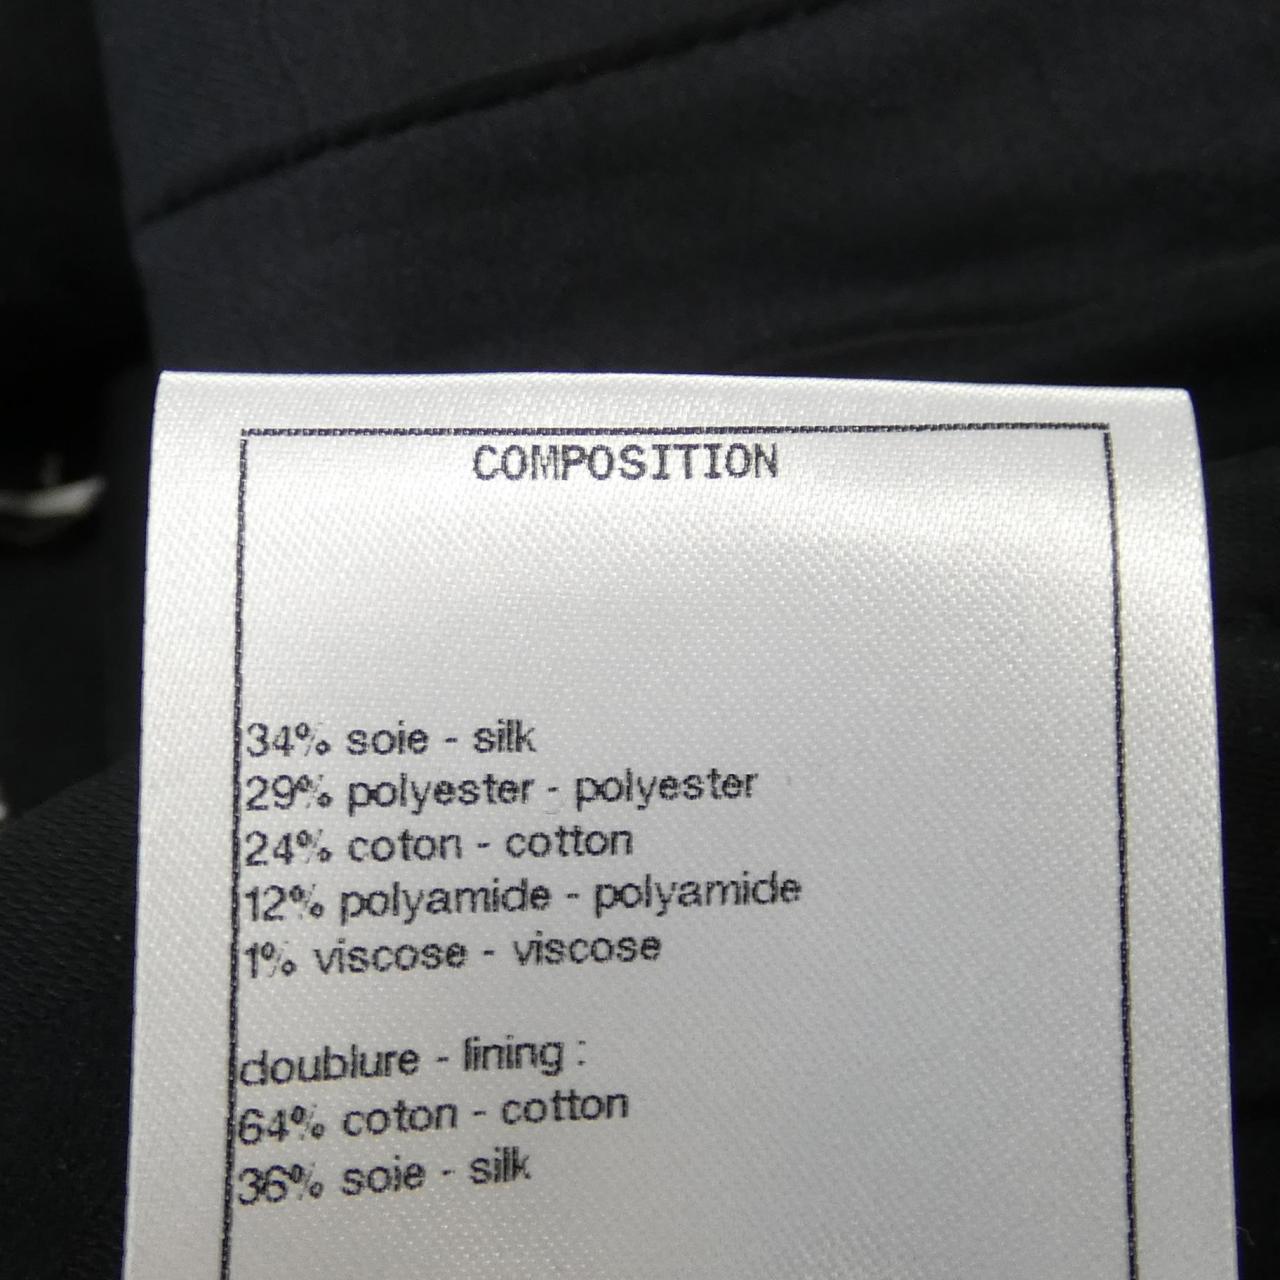 COMPOSITION
34% soie - silk
29% polyester - polyester
24% coton - cotton
12% polyamide - polyamide
1% viscose - viscose
doublure - lining :
64% coton - cotton
36% soie - silk